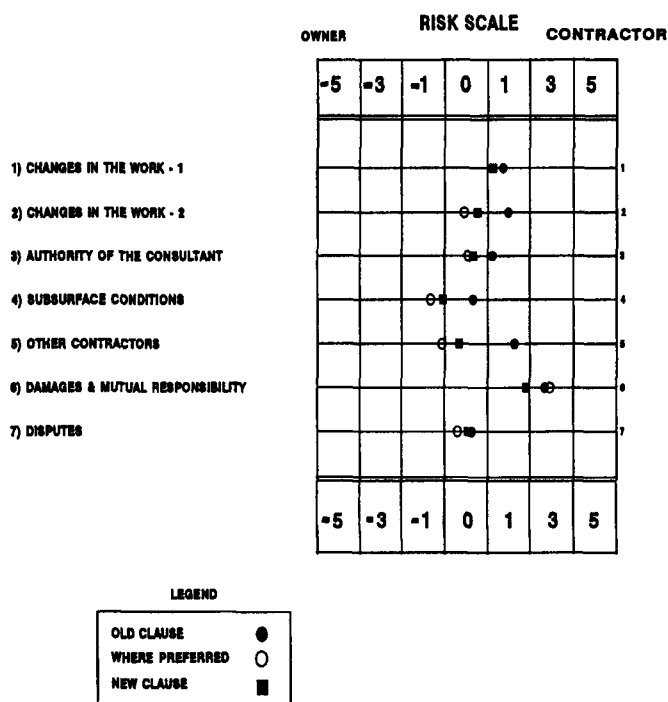 RISK SCALE
OWNER CONTRACTOR
-5 -3 -1 0 1 3 5
1) CHANGES IN THE WORK - 1 1
2) CHANGES IN THE WORK - 2 2
3) AUTHORITY OF THE CONSULTANT 3
4) SUBSURFACE CONDITIONS 4
5) OTHER CONTRACTORS 5
6) DAMAGES & MUTUAL RESPONSIBILITY 6
7) DISPUTES 7
-5 -3 -1 0 1 3 5
LEGEND
OLD CLAUSE
WHERE PREFERRED
NEW CLAUSE